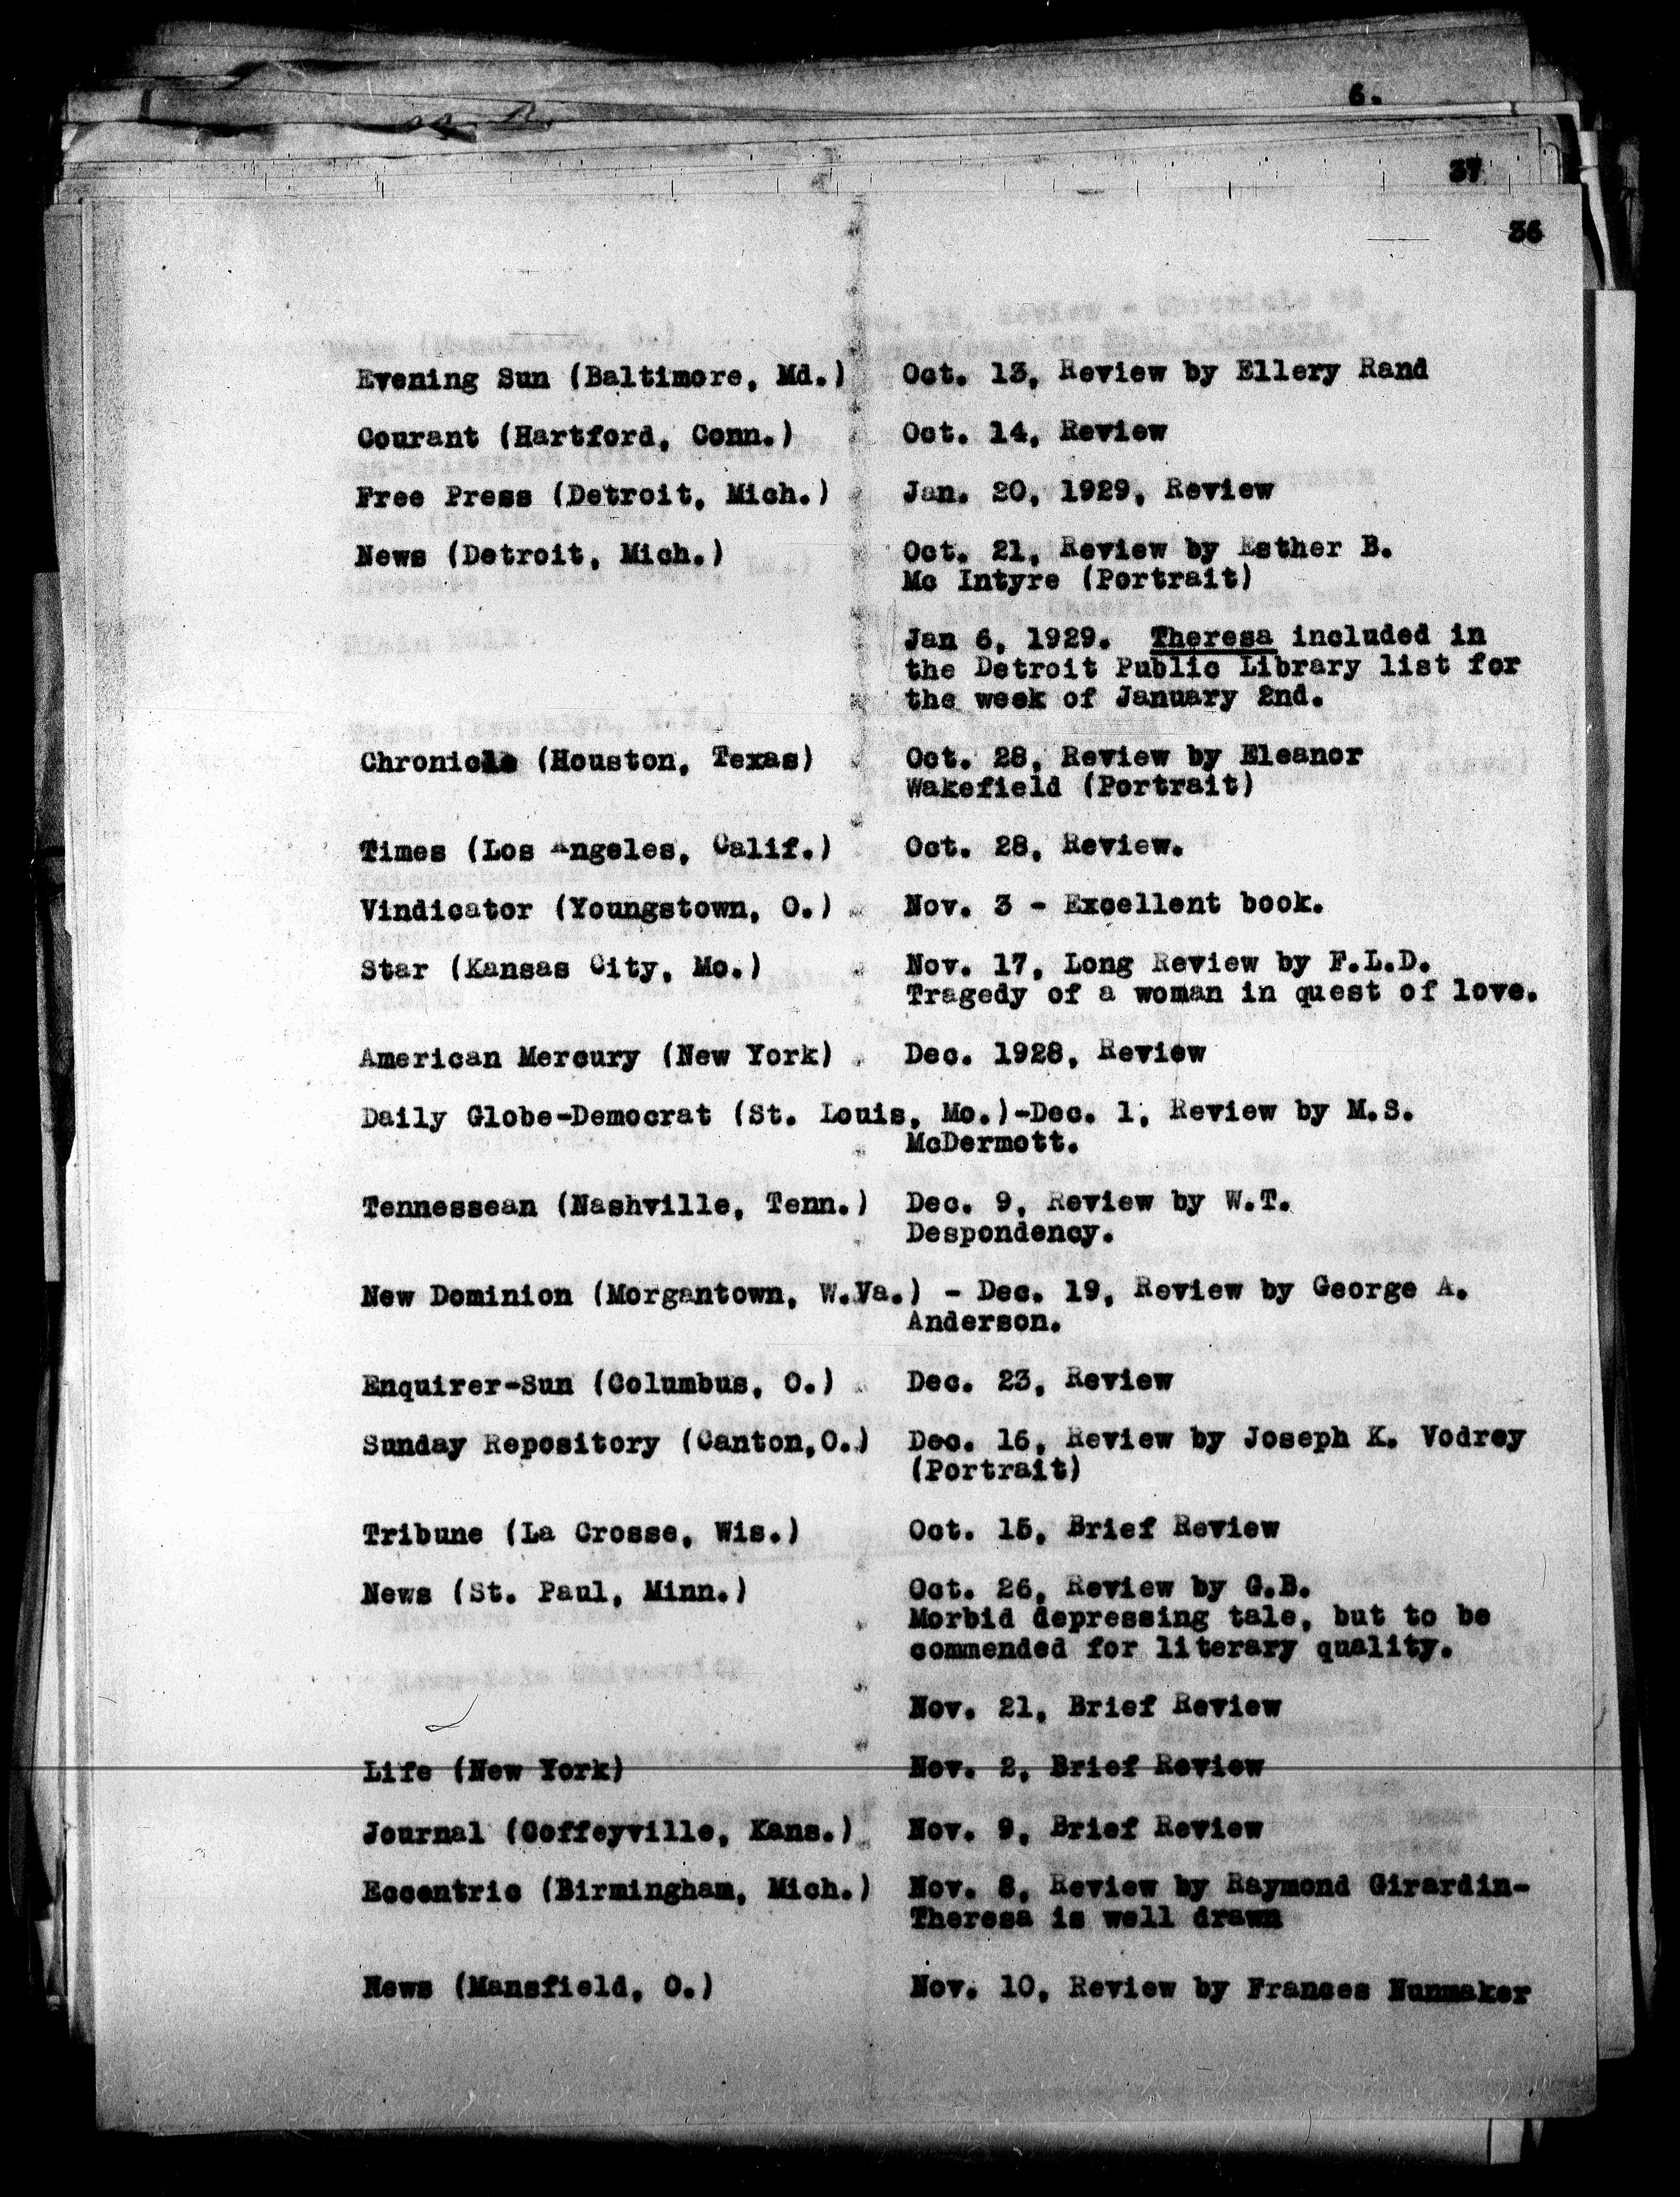 6.
37
36
Evening Sun (Baltimore, Md.) Oct. 13, Review by Ellery Rand
Courant (Hartford, Conn.) Oct. 14, Review
Free Press (Detroit, Mich.) Jan. 20, 1929, Review
News (Detroit, Mich.) Oct. 21, Review by Esther B.
Mc Intyre (Portrait)
Jan 6, 1929. Theresa included in
the Detroit Public Library list for
the week of January 2nd.
Chronicle (Houston, Texas) Oct. 28, Review by Eleanor
Wakefield (Portrait)
Times (Los Angeles, Calif.) Oct. 28, Review.
Vindicator (Youngstown, O.) Nov. 3 - Excellent book.
Star (Kansas City, Mo.) Nov. 17, Long Review by F.L.D.
Tragedy of a woman in quest of love.
American Mercury (New York) Dec. 1928, Review
Daily Globe-Democrat (St. Louis, Mo.)-Dec. 1, Review by M.S.
McDermott.
Tennessean (Nashville, Tenn.) Dec. 9, Review by W.T.
Despondency.
New Dominion (Morgantown, W.Va.) - Dec. 19, Review by George A.
Anderson.
Enquirer-Sun (Columbus, O.) Dec. 23, Review
Sunday Repository (Canton,O.) Dec. 16, Review by Joseph K. Vodrey
(Portrait)
Tribune (La Crosse, Wis.) Oct. 15, Brief Review
News (St. Paul, Minn.) Oct. 26, Review by G.B.
Morbid depressing tale, but to be
commended for literary quality.
Nov. 21, Brief Review
Life (New York) Nov. 2, Brief Review
Journal (Coffeyville, Kans.) Nov. 9, Brief Review
Eccentric (Birmingham, Mich.) Nov. 8, Review by Raymond Girardin-
Theresa is well drawn
News (Mansfield, O.) Nov. 10, Review by Frances Nunmaker